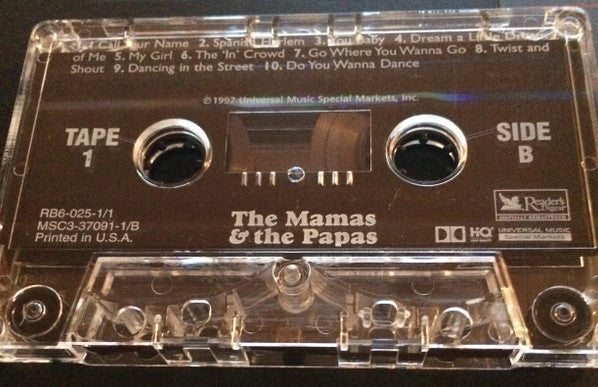 Call Your Name 2. Spanish Harlem 3. You Baby 4. Dream a Little Dream
of Me 5. My Girl 6. The 'In' Crowd 7. Go Where You Wanna Go 8. Twist and
Shout 9. Dancing in the Street 10. Do You Wanna Dance
℗1997 Universal Music Special Markets, Inc.
TAPE
1
SIDE
B
RB6-025-1/1
MSC3-37091-1/B
Printed in U.S.A.
The Mamas
& the Papas
Reader's
Digest
DIGITALLY REMASTERED
HQ
UNIVERSAL MUSIC
Special Markets